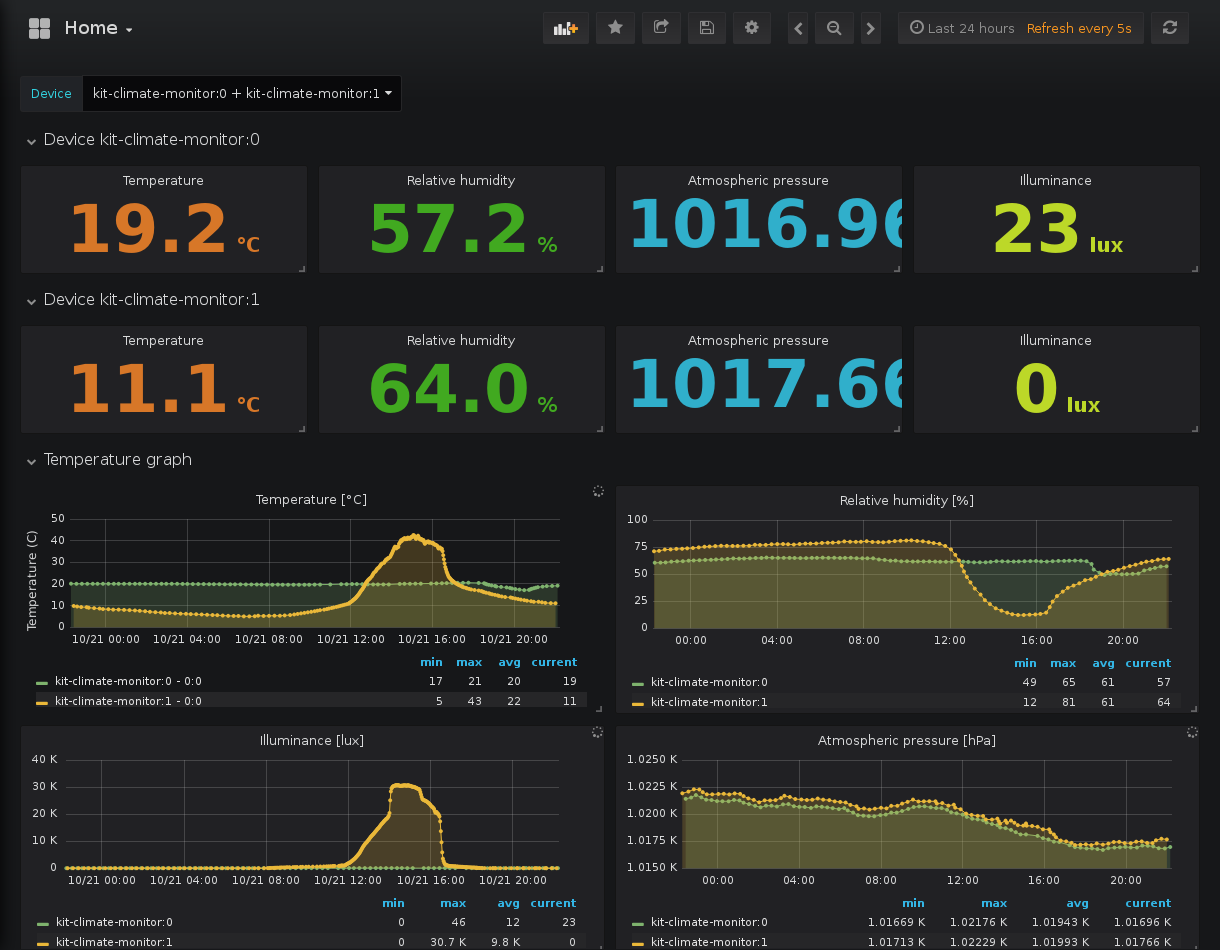 Home
Last 24 hours Refresh every 5s
Device kit-climate-monitor:0 + kit-climate-monitor:1
Device kit-climate-monitor:0
Temperature
19.2 °C
Relative humidity
57.2 %
Atmospheric pressure
1016.96
Illuminance
23 lux
Device kit-climate-monitor:1
Temperature
11.1 °C
Relative humidity
64.0 %
Atmospheric pressure
1017.66
Illuminance
0 lux
Temperature graph
Temperature [°C]
Temperature (C)
50
40
30
20
10
0
10/21 00:00 10/21 04:00 10/21 08:00 10/21 12:00 10/21 16:00 10/21 20:00
min max avg current
kit-climate-monitor:0 - 0:0 17 21 20 19
kit-climate-monitor:1 - 0:0 5 43 22 11
Relative humidity [%]
100
75
50
25
0
00:00 04:00 08:00 12:00 16:00 20:00
min max avg current
kit-climate-monitor:0 49 65 61 57
kit-climate-monitor:1 12 81 61 64
Illuminance [lux]
40 K
30 K
20 K
10 K
0
10/21 00:00 10/21 04:00 10/21 08:00 10/21 12:00 10/21 16:00 10/21 20:00
min max avg current
kit-climate-monitor:0 0 46 12 23
kit-climate-monitor:1 0 30.7 K 9.8 K 0
Atmospheric pressure [hPa]
1.0250 K
1.0225 K
1.0200 K
1.0175 K
1.0150 K
00:00 04:00 08:00 12:00 16:00 20:00
min max avg current
kit-climate-monitor:0 1.01669 K 1.02176 K 1.01943 K 1.01696 K
kit-climate-monitor:1 1.01713 K 1.02229 K 1.01993 K 1.01766 K